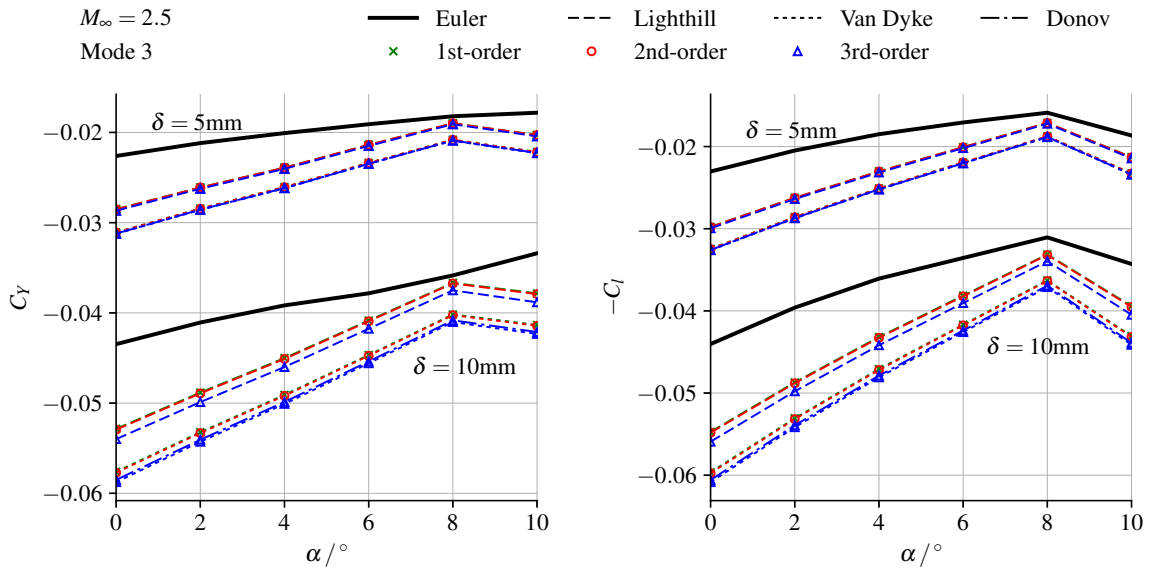 M∞ = 2.5 Euler Lighthill Van Dyke Donov
Mode 3 1st-order 2nd-order 3rd-order
δ = 5mm
δ = 10mm
−0.02
−0.03
−0.04
−0.05
−0.06
C_Y
0 2 4 6 8 10
α/°
δ = 5mm
δ = 10mm
−0.02
−0.03
−0.04
−0.05
−0.06
−C_l
0 2 4 6 8 10
α/°